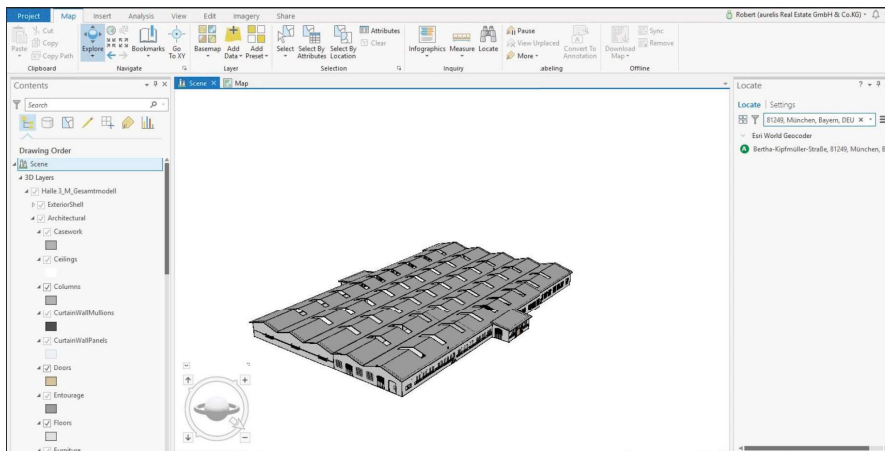 Project Map Insert Analysis View Edit Imagery Share
Robert (aurelis Real Estate GmbH & Co.KG)
Paste
Cut
Copy
Copy Path
Clipboard
Explore
Bookmarks
Go To XY
Navigate
Basemap
Add Data
Add Preset
Layer
Select
Select By Attributes
Select By Location
Attributes
Clear
Selection
Infographics
Measure
Locate
Inquiry
Pause
View Unplaced
More
Convert To Annotation
.abeling
Download Map
Sync
Remove
Offline
Contents
Search
Drawing Order
Scene
3D Layers
Halle 3_M_Gesamtmodell
ExteriorShell
Architectural
Casework
Ceilings
Columns
CurtainWallMullions
CurtainWallPanels
Doors
Entourage
Floors
Furniture
Scene Map
Locate
Locate Settings
81249, München, Bayern, DEU
Esri World Geocoder
A Bertha-Kipfmüller-Straße, 81249, München, B